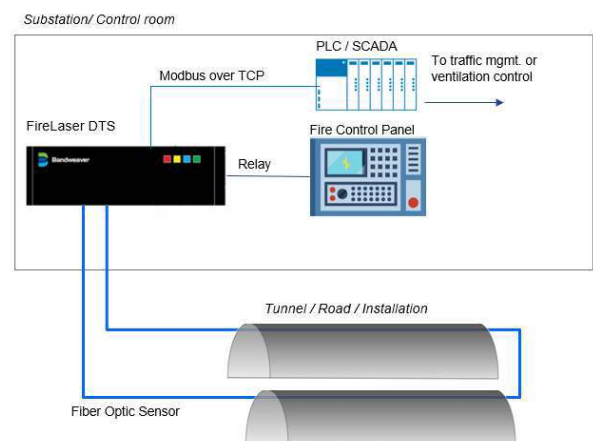 Substation/ Control room
PLC / SCADA
Modbus over TCP
To traffic mgmt. or
ventilation control
FireLaser DTS
Fire Control Panel
Bandweaver
Relay
Tunnel / Road / Installation
Fiber Optic Sensor